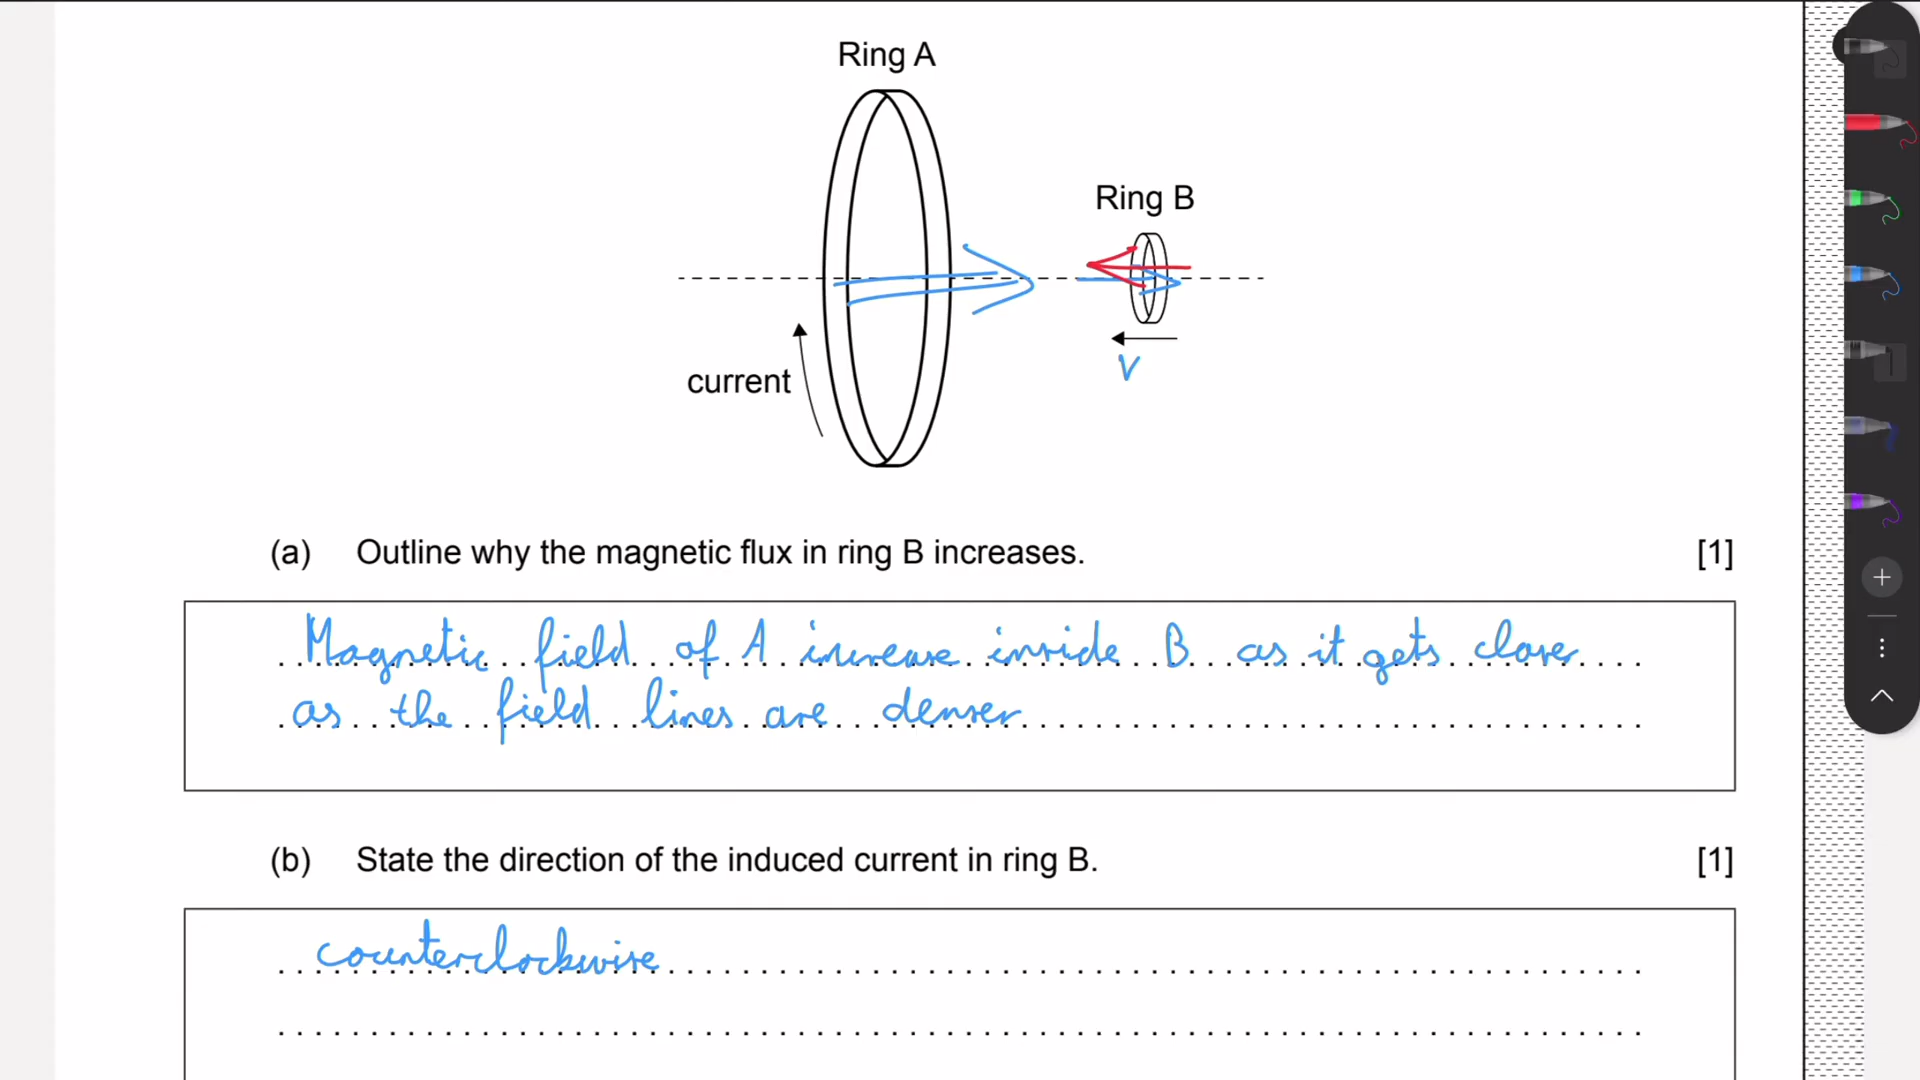 Ring A
Ring B
current
V
(a) Outline why the magnetic flux in ring B increases. [1]
Magnetic field of A increase inside B as it gets closer
as the field lines are denser
(b) State the direction of the induced current in ring B. [1]
counterclockwise